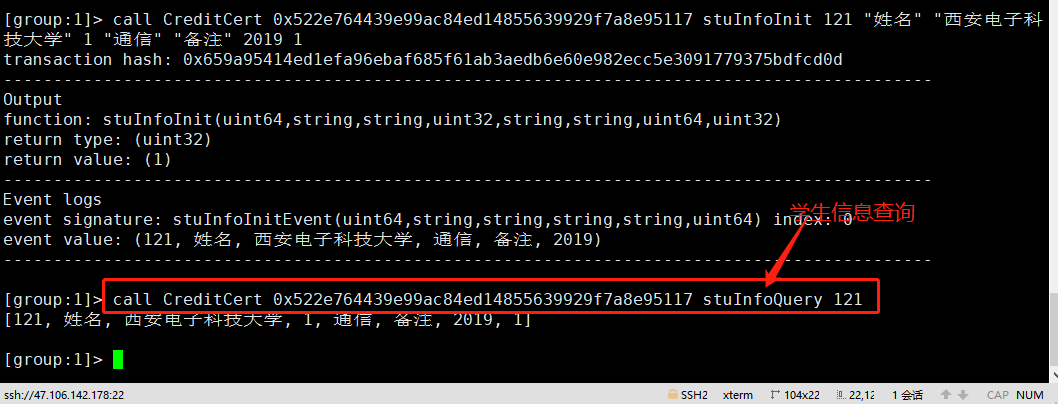 [group:1]> call CreditCert 0x522e764439e99ac84ed14855639929f7a8e95117 stuInfoInit 121 "姓名" "西安电子科
技大学" 1 "通信" "备注" 2019 1
transaction hash: 0x659a95414ed1efa96ebaf685f61ab3aedb6e60e982ecc5e3091779375bdfcd0d
---------------------------------------------------------------------------------------------
Output
function: stuInfoInit(uint64,string,string,uint32,string,string,uint64,uint32)
return type: (uint32)
return value: (1)
---------------------------------------------------------------------------------------------
Event logs
event signature: stuInfoInitEvent(uint64,string,string,string,string,uint64) index: 0
学生信息查询
event value: (121, 姓名, 西安电子科技大学, 通信, 备注, 2019)
---------------------------------------------------------------------------------------------
[group:1]> call CreditCert 0x522e764439e99ac84ed14855639929f7a8e95117 stuInfoQuery 121
[121, 姓名, 西安电子科技大学, 1, 通信, 备注, 2019, 1]
[group:1]>
ssh://47.106.142.178:22 SSH2 xterm 104x22 22,12 1 会话 CAP NUM